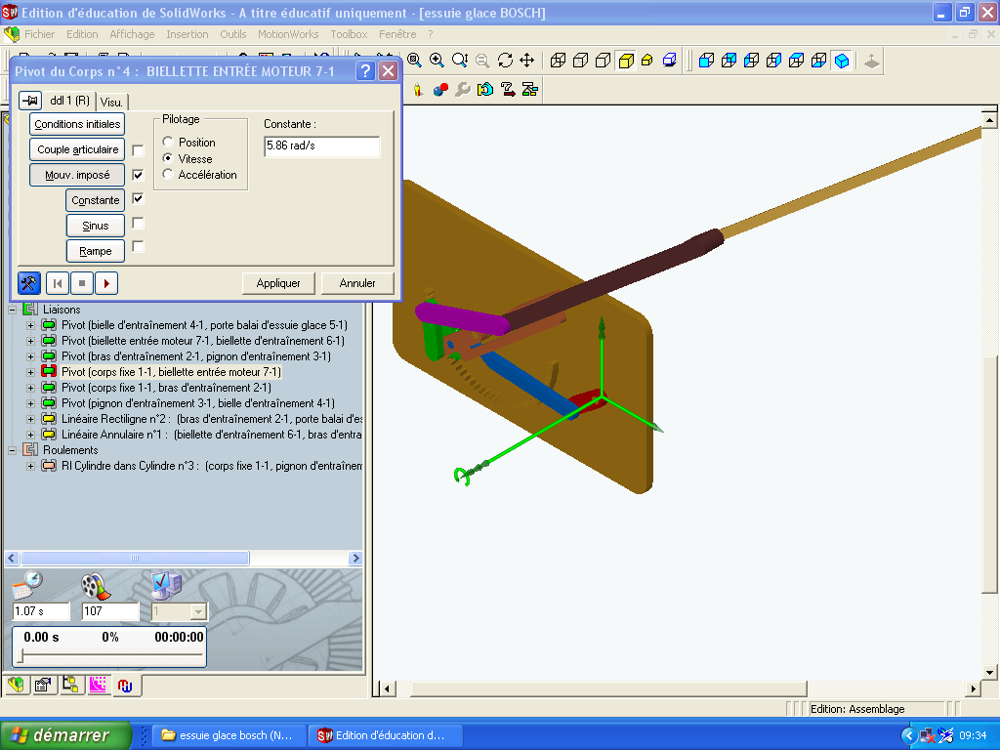 Edition d'éducation de SolidWorks - A titre éducatif uniquement - [essuie glace BOSCH]
Fichier Edition Affichage Insertion Outils MotionWorks Toolbox Fenêtre ?
Pivot du Corps n°4 : BIELLETTE ENTRÉE MOTEUR 7-1
ddl 1 (R) Visu.
Conditions initiales
Couple articulaire
Mouv. imposé
Constante
Sinus
Rampe
Pilotage
Position
Vitesse
Accélération
Constante :
5.86 rad/s
Appliquer Annuler
Liaisons
Pivot (bielle d'entraînement 4-1, porte balai d'essuie glace 5-1)
Pivot (biellette entrée moteur 7-1, biellette d'entraînement 6-1)
Pivot (bras d'entraînement 2-1, pignon d'entraînement 3-1)
Pivot (corps fixe 1-1, biellette entrée moteur 7-1)
Pivot (corps fixe 1-1, bras d'entraînement 2-1)
Pivot (pignon d'entraînement 3-1, bielle d'entraînement 4-1)
Linéaire Rectiligne n°2 : (bras d'entraînement 2-1, porte balai d'es
Linéaire Annulaire n°1 : (biellette d'entraînement 6-1, bras d'entra
Roulements
RI Cylindre dans Cylindre n°3 : (corps fixe 1-1, pignon d'entraînem
1.07 s 107 1
0.00 s 0% 00:00:00
Edition: Assemblage
démarrer essuie glace bosch (N... Edition d'éducation d... 09:34